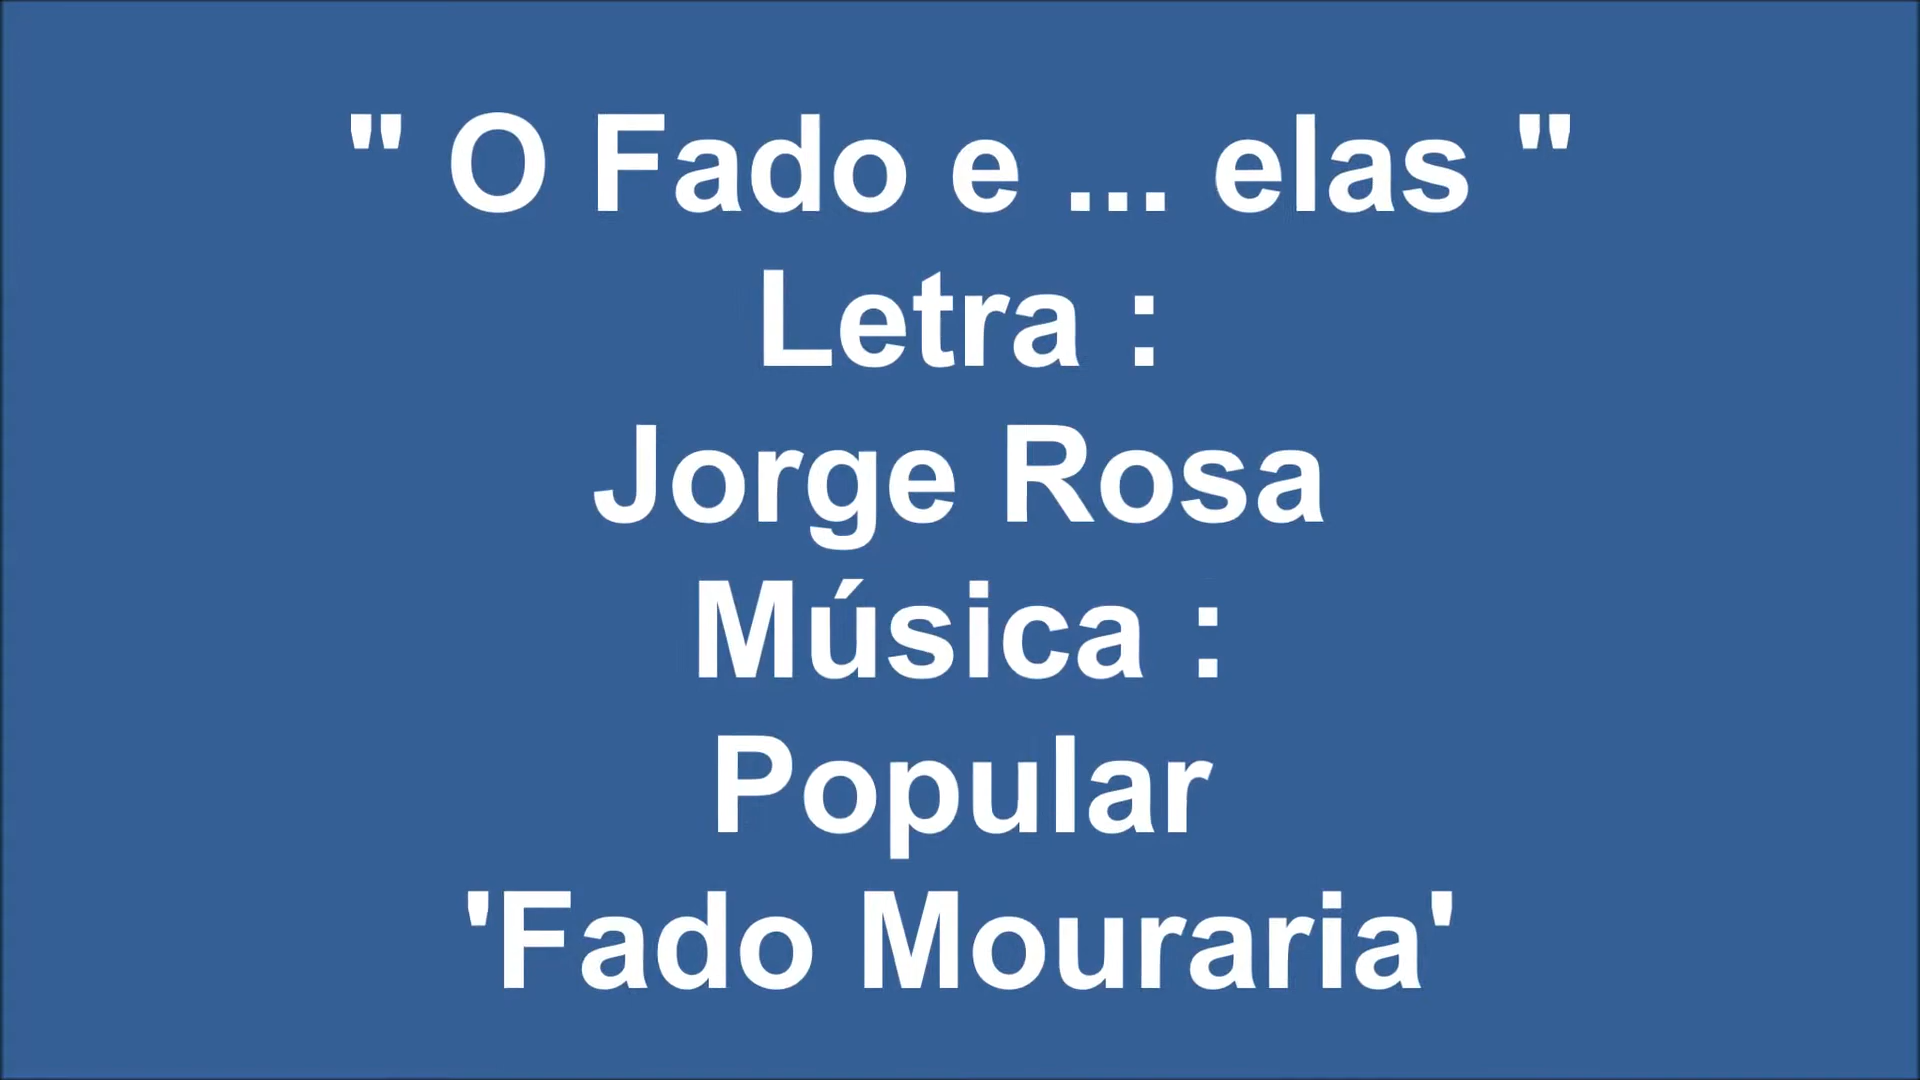 " O Fado e ... elas "
Letra :
Jorge Rosa
Música :
Popular
'Fado Mouraria'